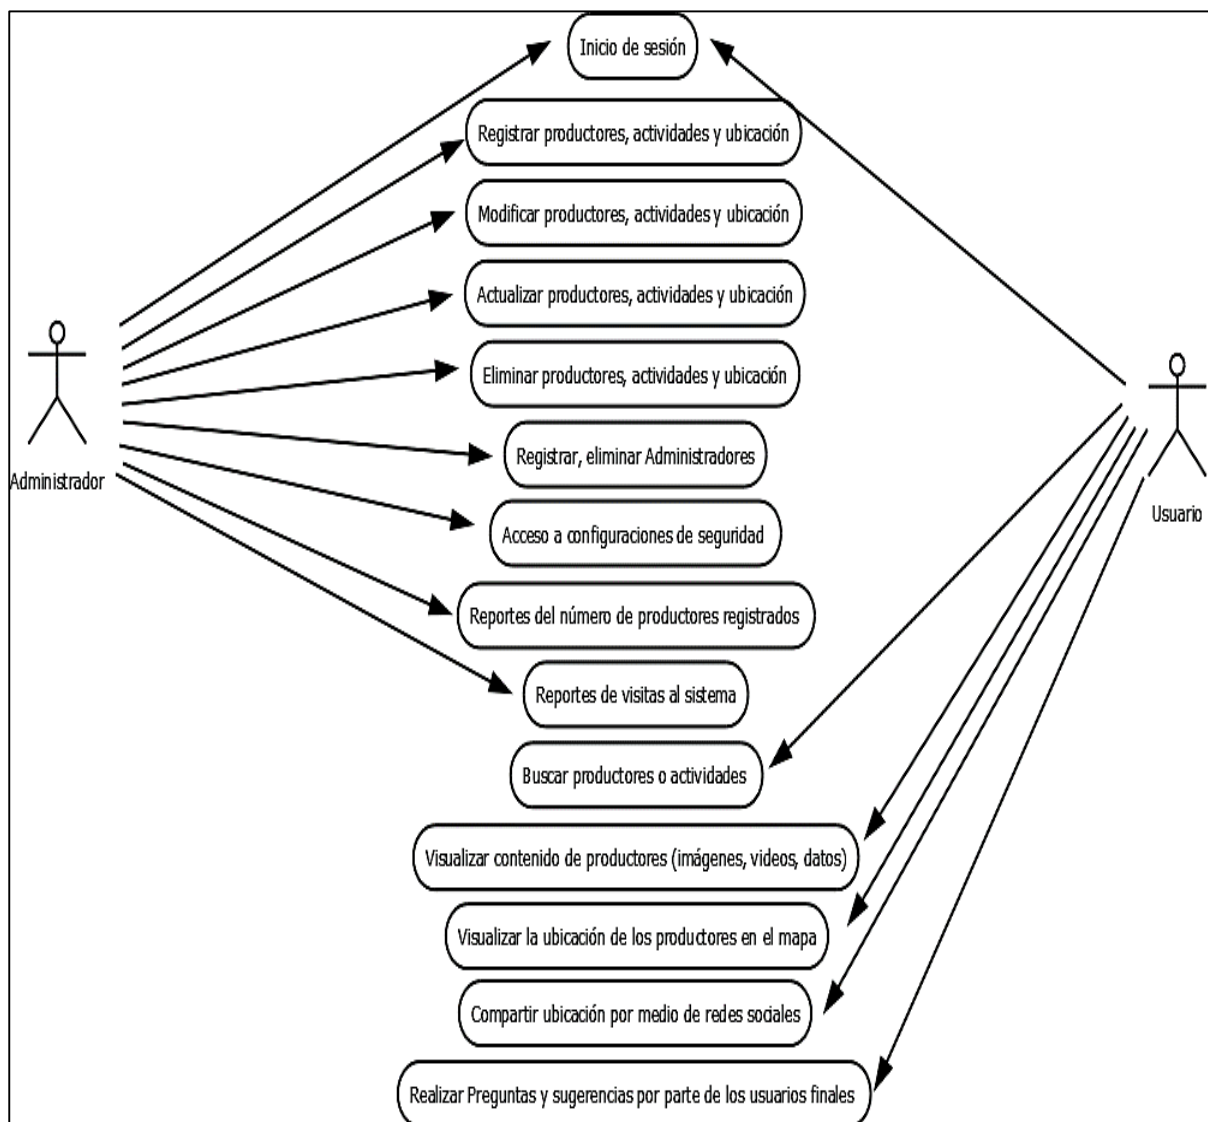 Inicio de sesión
Registrar productores, actividades y ubicación
Modificar productores, actividades y ubicación
Actualizar productores, actividades y ubicación
Eliminar productores, actividades y ubicación
Registrar, eliminar Administradores
Administrador
Acceso a configuraciones de seguridad
Usuario
Reportes del número de productores registrados
Reportes de visitas al sistema
Buscar productores o actividades
Visualizar contenido de productores (imágenes, videos, datos)
Visualizar la ubicación de los productores en el mapa
Compartir ubicación por medio de redes sociales
Realizar Preguntas y sugerencias por parte de los usuarios finales